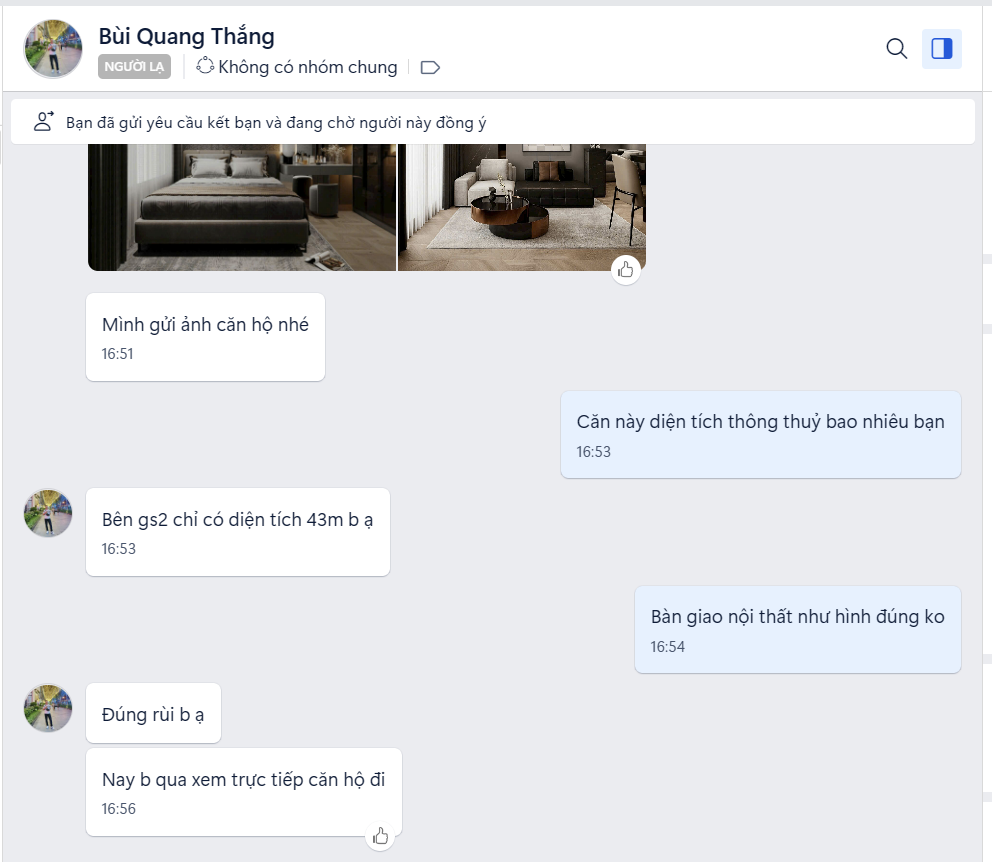 Bùi Quang Thắng
NGƯỜI LẠ
Không có nhóm chung
Bạn đã gửi yêu cầu kết bạn và đang chờ người này đồng ý
Mình gửi ảnh căn hộ nhé
16:51
Căn này diện tích thông thuỷ bao nhiêu bạn
16:53
Bên gs2 chỉ có diện tích 43m b ạ
16:53
Bàn giao nội thất như hình đúng ko
16:54
Đúng rùi b ạ
Nay b qua xem trực tiếp căn hộ đi
16:56